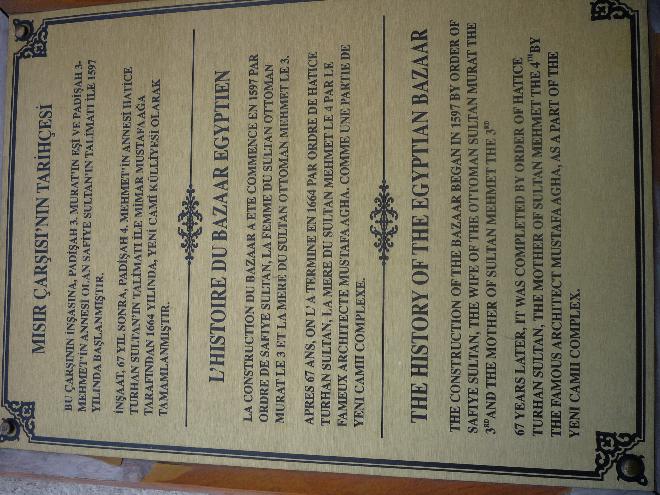 MISIR ÇARŞISI'NIN TARİHÇESİ
BU ÇARŞININ İNŞASINA, PADİŞAH 3. MURAT'IN EŞİ VE PADİŞAH 3.
MEHMET'İN ANNESİ OLAN SAFİYE SULTAN'IN TALİMATI İLE 1597
YILINDA BAŞLANMIŞTIR.
İNŞAAT, 67 YIL SONRA, PADİŞAH 4. MEHMET'İN ANNESİ HATİCE
TURHAN SULTAN'IN TALİMATI İLE MİMAR MUSTAFA AĞA
TARAFINDAN 1664 YILINDA, YENİ CAMİ KÜLLİYESİ OLARAK
TAMAMLANMIŞTIR.
L'HISTOIRE DU BAZAAR EGYPTIEN
LA CONSTRUCTION DU BAZAAR A ETE COMMENCE EN 1597 PAR
ORDRE DE SAFIYE SULTAN, LA FEMME DU SULTAN OTTOMAN
MURAT LE 3 ET LA MERE DU SULTAN OTTOMAN MEHMET LE 3.
APRES 67 ANS, ON L' A TERMINE EN 1664 PAR ORDRE DE HATICE
TURHAN SULTAN, LA MERE DU SULTAN MEHMET LE 4 PAR LE
FAMEUX ARCHITECTE MUSTAFA AGHA. COMME UNE PARTIE DE
YENI CAMII COMPLEXE.
THE HISTORY OF THE EGYPTIAN BAZAAR
THE CONSTRUCTION OF THE BAZAAR BEGAN IN 1597 BY ORDER OF
SAFIYE SULTAN, THE WIFE OF THE OTTOMAN SULTAN MURAT THE
3RD AND THE MOTHER OF SULTAN MEHMET THE 3RD
67 YEARS LATER, IT WAS COMPLETED BY ORDER OF HATICE
TURHAN SULTAN, THE MOTHER OF SULTAN MEHMET THE 4TH BY
THE FAMOUS ARCHITECT MUSTAFA AGHA, AS A PART OF THE
YENI CAMII COMPLEX.